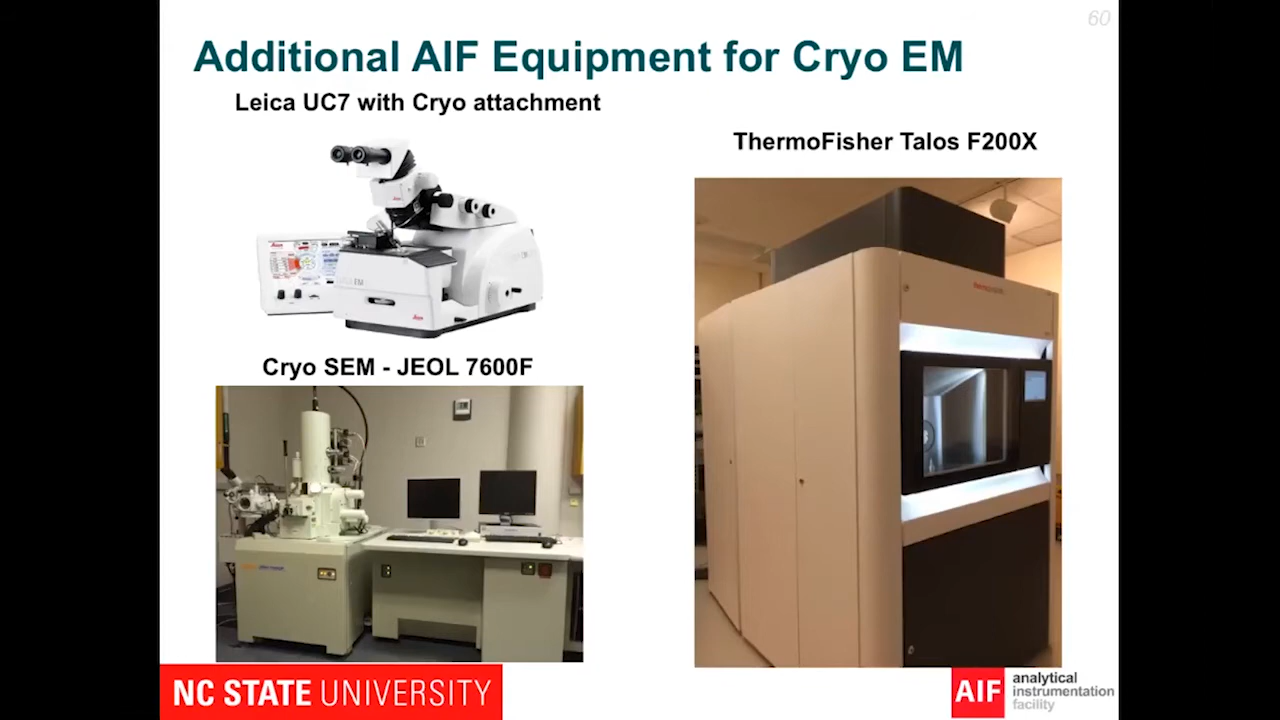 60
Additional AIF Equipment for Cryo EM
Leica UC7 with Cryo attachment
ThermoFisher Talos F200X
Cryo SEM - JEOL 7600F
NC STATE UNIVERSITY
AIF analytical
instrumentation
facility